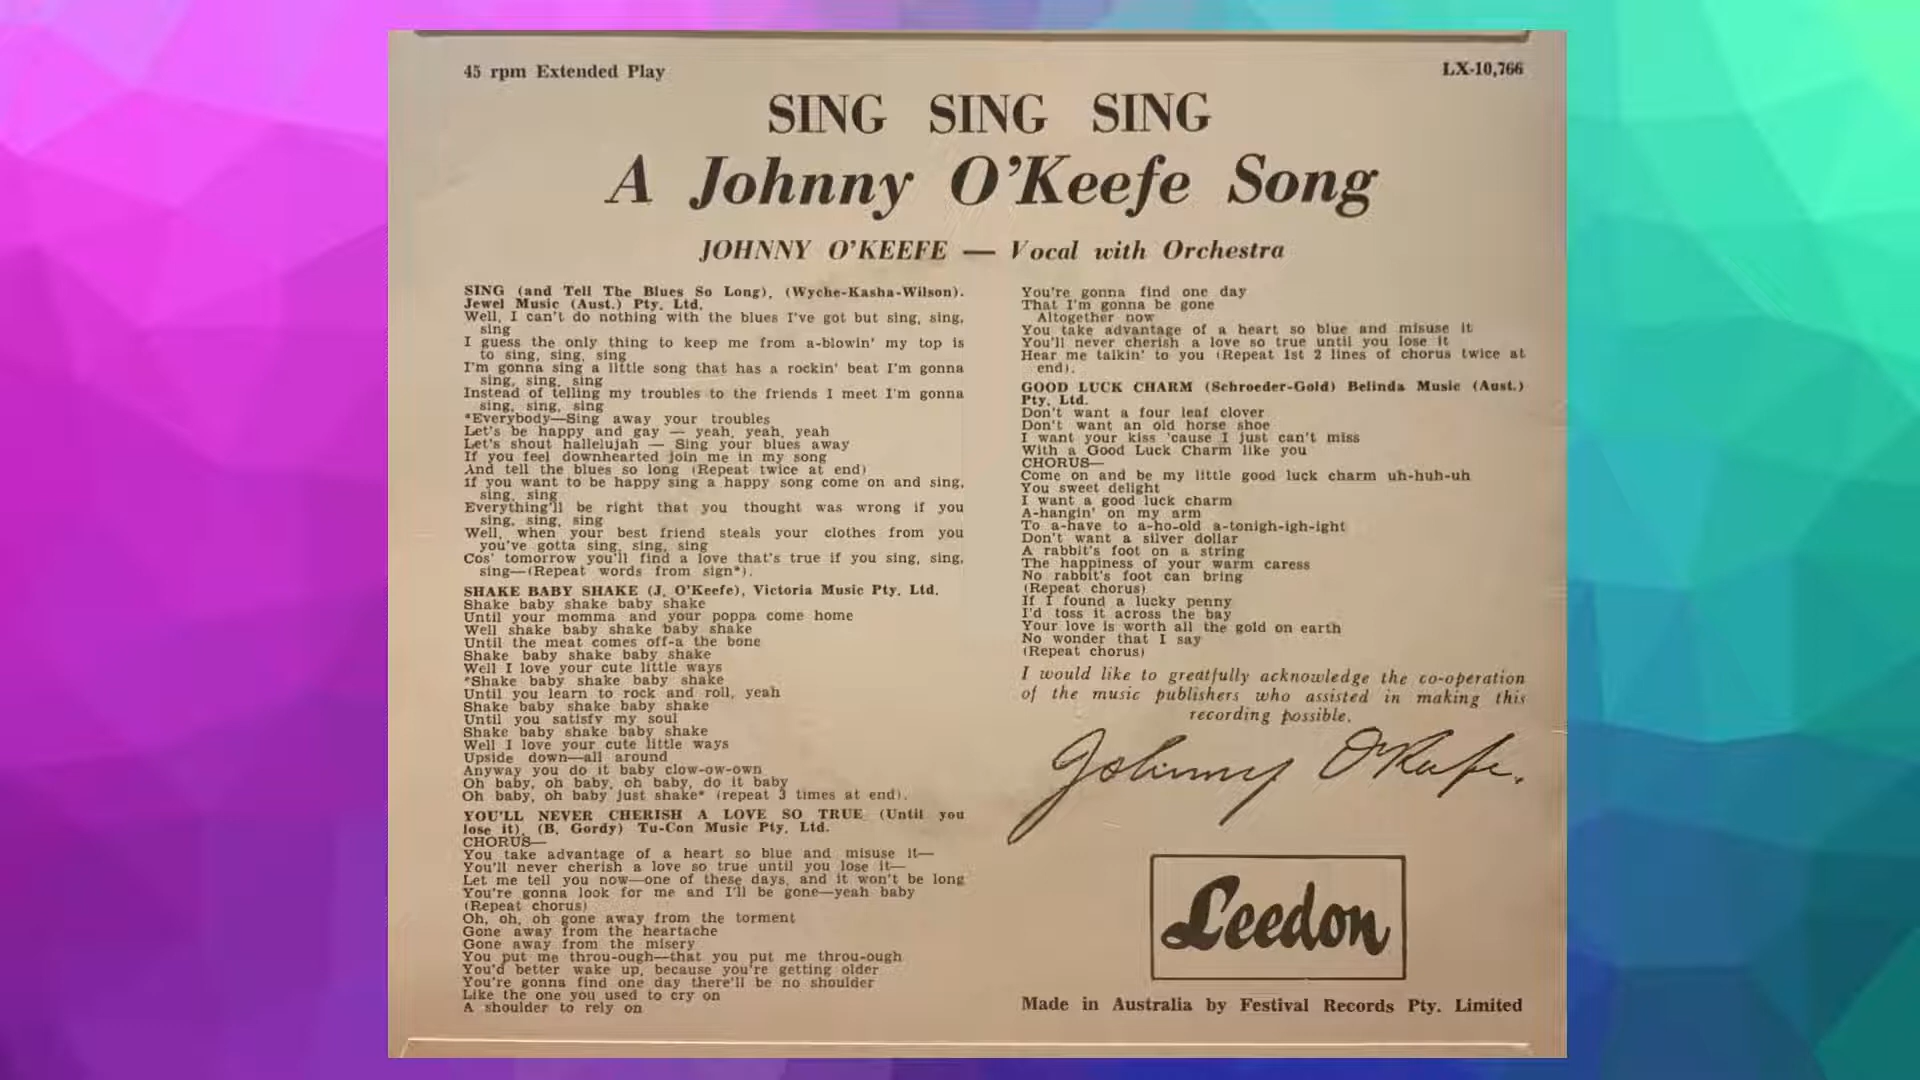 45 rpm Extended Play
LX-10,766
SING SING SING
A Johnny O'Keefe Song
JOHNNY O'KEEFE — Vocal with Orchestra
SING (and Tell The Blues So Long), (Wyche-Kasha-Wilson).
Jewel Music (Aust.) Pty. Ltd.
Well, I can't do nothing with the blues I've got but sing, sing,
sing
I guess the only thing to keep me from a-blowin' my top is
to sing, sing, sing
I'm gonna sing a little song that has a rockin' beat I'm gonna
sing, sing, sing
Instead of telling my troubles to the friends I meet I'm gonna
sing, sing, sing
*Everybody—Sing away your troubles
Let's be happy and gay — yeah, yeah, yeah
Let's shout hallelujah — Sing your blues away
If you feel downhearted join me in my song
And tell the blues so long (Repeat twice at end)
If you want to be happy sing a happy song come on and sing,
sing, sing
Everything'll be right that you thought was wrong if you
sing, sing, sing
Well, when your best friend steals your clothes from you
you've gotta sing, sing, sing
Cos' tomorrow you'll find a love that's true if you sing, sing,
sing—(Repeat words from sign*).
SHAKE BABY SHAKE (J. O'Keefe), Victoria Music Pty. Ltd.
Shake baby shake baby shake
Until your momma and your poppa come home
Well shake baby shake baby shake
Until the meat comes off-a the bone
Shake baby shake baby shake
Well I love your cute little ways
*Shake baby shake baby shake
Until you learn to rock and roll, yeah
Shake baby shake baby shake
Until you satisfy my soul
Shake baby shake baby shake
Well I love your cute little ways
Upside down—all around
Anyway you do it baby clow-ow-own
Oh baby, oh baby, oh baby, do it baby
Oh baby, oh baby just shake* (repeat 3 times at end).
YOU'LL NEVER CHERISH A LOVE SO TRUE (Until you
lose it), (B. Gordy) Tu-Con Music Pty. Ltd.
CHORUS—
You take advantage of a heart so blue and misuse it—
You'll never cherish a love so true until you lose it—
Let me tell you now—one of these days, and it won't be long
You're gonna look for me and I'll be gone—yeah baby
(Repeat chorus)
Oh, oh, oh gone away from the torment
Gone away from the heartache
Gone away from the misery
You put me throu-ough—that you put me throu-ough
You'd better wake up, because you're getting older
You're gonna find one day there'll be no shoulder
Like the one you used to cry on
A shoulder to rely on
You're gonna find one day
That I'm gonna be gone
Altogether now
You take advantage of a heart so blue and misuse it
You'll never cherish a love so true until you lose it
Hear me talkin' to you (Repeat 1st 2 lines of chorus twice at
end).
GOOD LUCK CHARM (Schroeder-Gold) Belinda Music (Aust.)
Pty. Ltd.
Don't want a four leaf clover
Don't want an old horse shoe
I want your kiss 'cause I just can't miss
With a Good Luck Charm like you
CHORUS—
Come on and be my little good luck charm uh-huh-uh
You sweet delight
I want a good luck charm
A-hangin' on my arm
To a-have to a-ho-old a-tonigh-igh-ight
Don't want a silver dollar
A rabbit's foot on a string
The happiness of your warm caress
No rabbit's foot can bring
(Repeat chorus)
If I found a lucky penny
I'd toss it across the bay
Your love is worth all the gold on earth
No wonder that I say
(Repeat chorus)
I would like to greatfully acknowledge the co-operation
of the music publishers who assisted in making this
recording possible.
Johnny O'Keefe.
Leedon
Made in Australia by Festival Records Pty. Limited